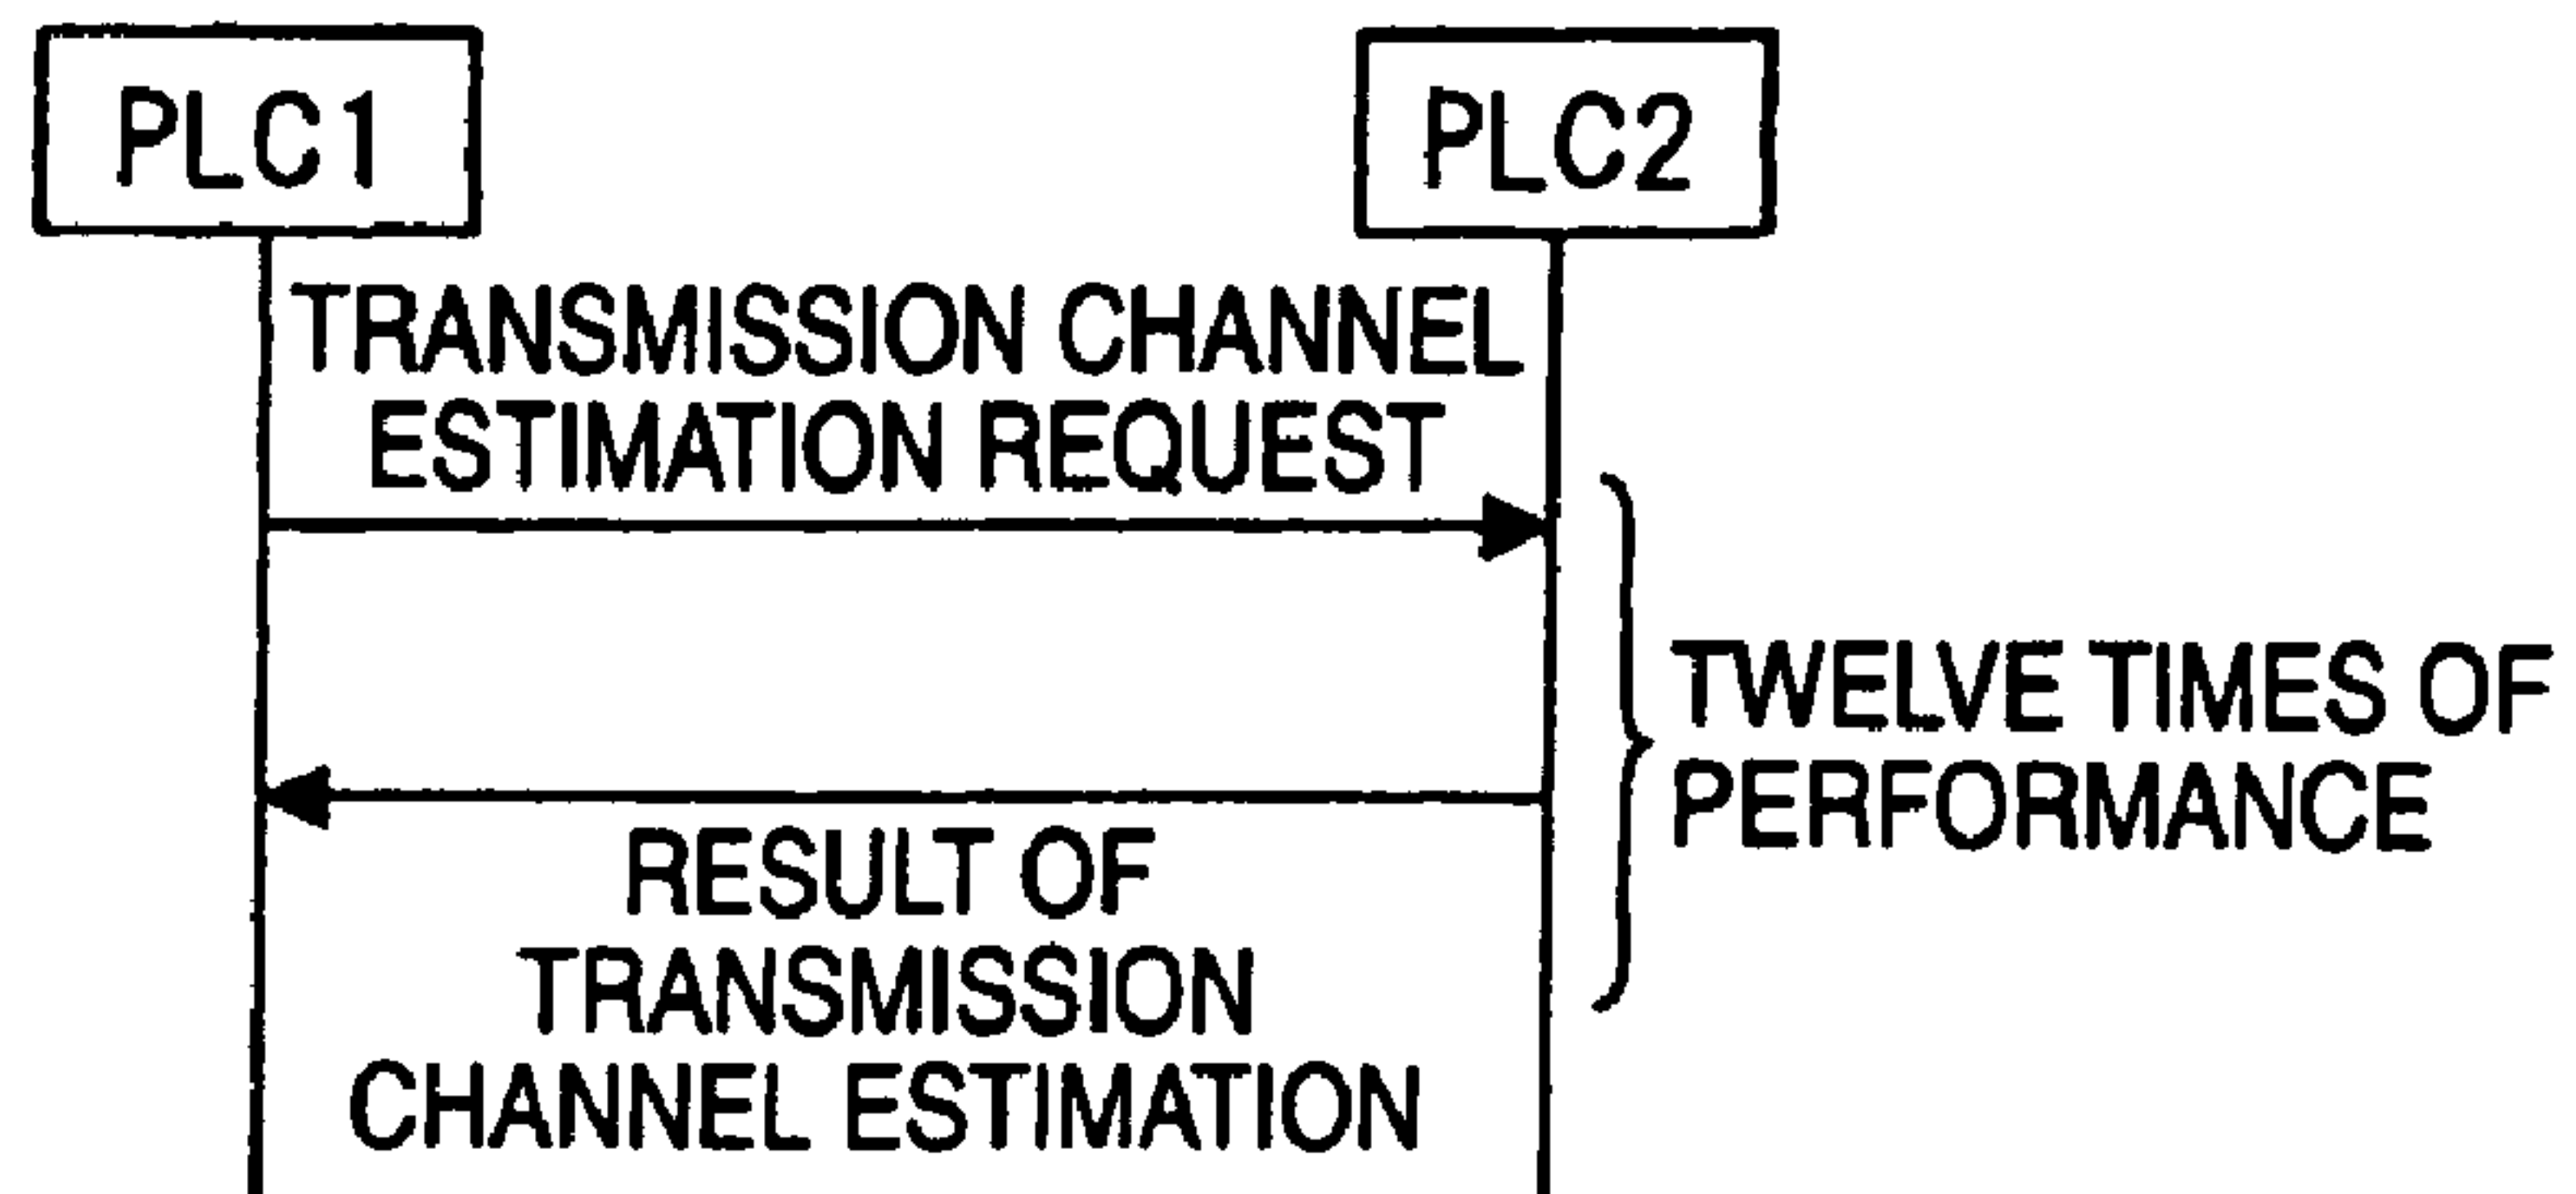 PLC1
PLC2
TRANSMISSION CHANNEL
ESTIMATION REQUEST
TWELVE TIMES OF
PERFORMANCE
RESULT OF
TRANSMISSION
CHANNEL ESTIMATION